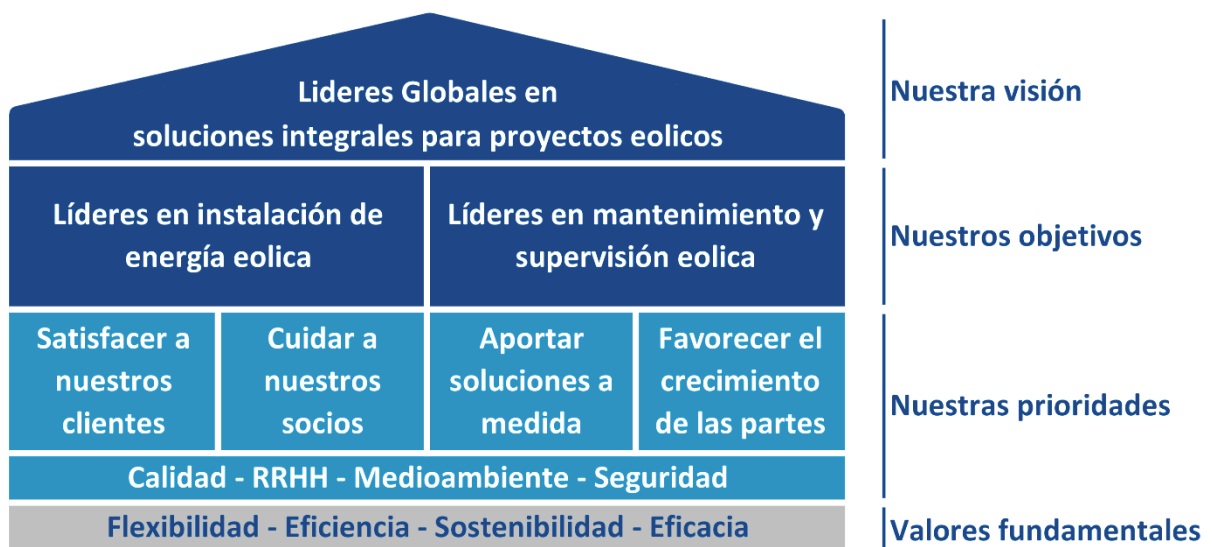 Lideres Globales en
soluciones integrales para proyectos eolicos
Nuestra visión
Líderes en instalación de
energía eolica
Líderes en mantenimiento y
supervisión eolica
Nuestros objetivos
Satisfacer a
nuestros
clientes
Cuidar a
nuestros
socios
Aportar
soluciones a
medida
Favorecer el
crecimiento
de las partes
Nuestras prioridades
Calidad - RRHH - Medioambiente - Seguridad
Flexibilidad - Eficiencia - Sostenibilidad - Eficacia
Valores fundamentales